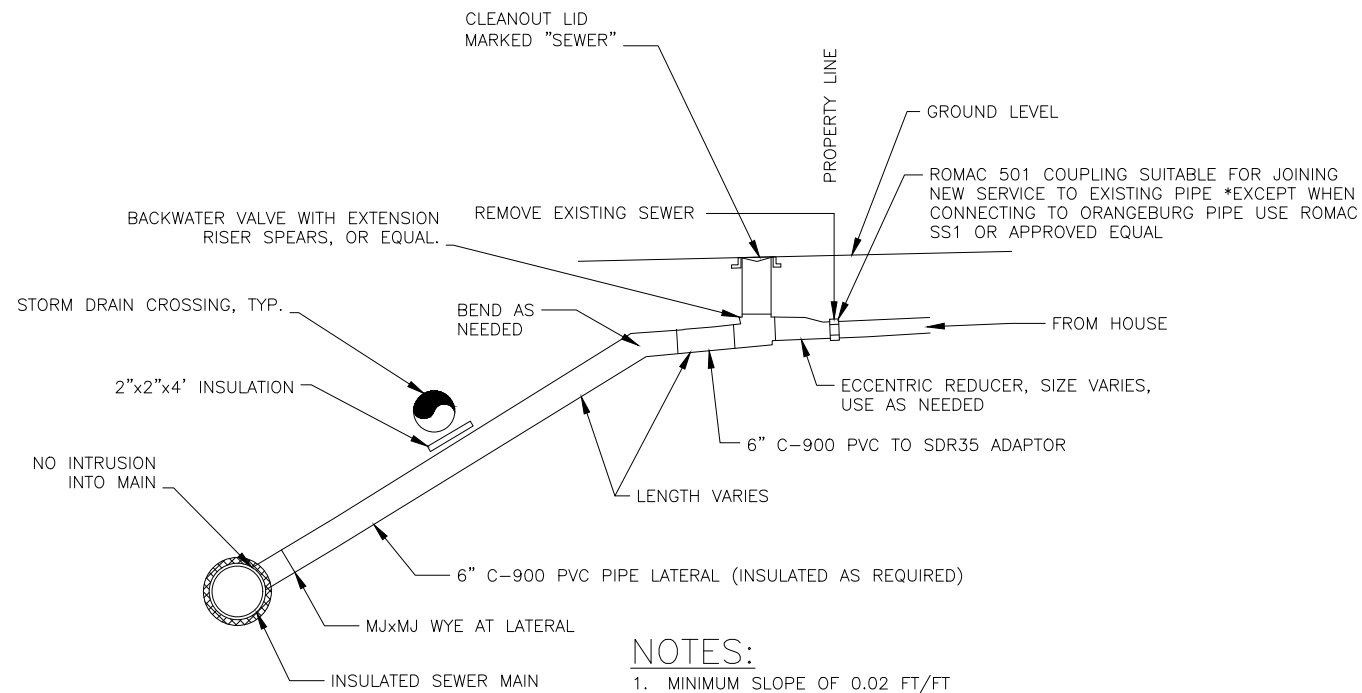 CLEANOUT LID
MARKED "SEWER"
PROPERTY LINE
GROUND LEVEL
ROMAC 501 COUPLING SUITABLE FOR JOINING
NEW SERVICE TO EXISTING PIPE *EXCEPT WHEN
CONNECTING TO ORANGEBURG PIPE USE ROMAC
SS1 OR APPROVED EQUAL
REMOVE EXISTING SEWER
BACKWATER VALVE WITH EXTENSION
RISER SPEARS, OR EQUAL.
STORM DRAIN CROSSING, TYP.
BEND AS
NEEDED
FROM HOUSE
2"x2"x4' INSULATION
ECCENTRIC REDUCER, SIZE VARIES,
USE AS NEEDED
6" C-900 PVC TO SDR35 ADAPTOR
NO INTRUSION
INTO MAIN
LENGTH VARIES
6" C-900 PVC PIPE LATERAL (INSULATED AS REQUIRED)
MJxMJ WYE AT LATERAL
INSULATED SEWER MAIN
NOTES:
1. MINIMUM SLOPE OF 0.02 FT/FT